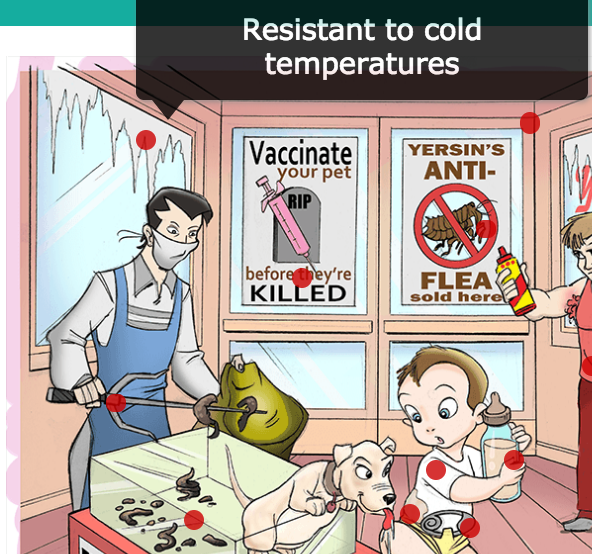 Resistant to cold
temperatures
Vaccinate
your pet
RIP
before they're
KILLED
YERSIN'S
ANTI-
FLEA
sold here